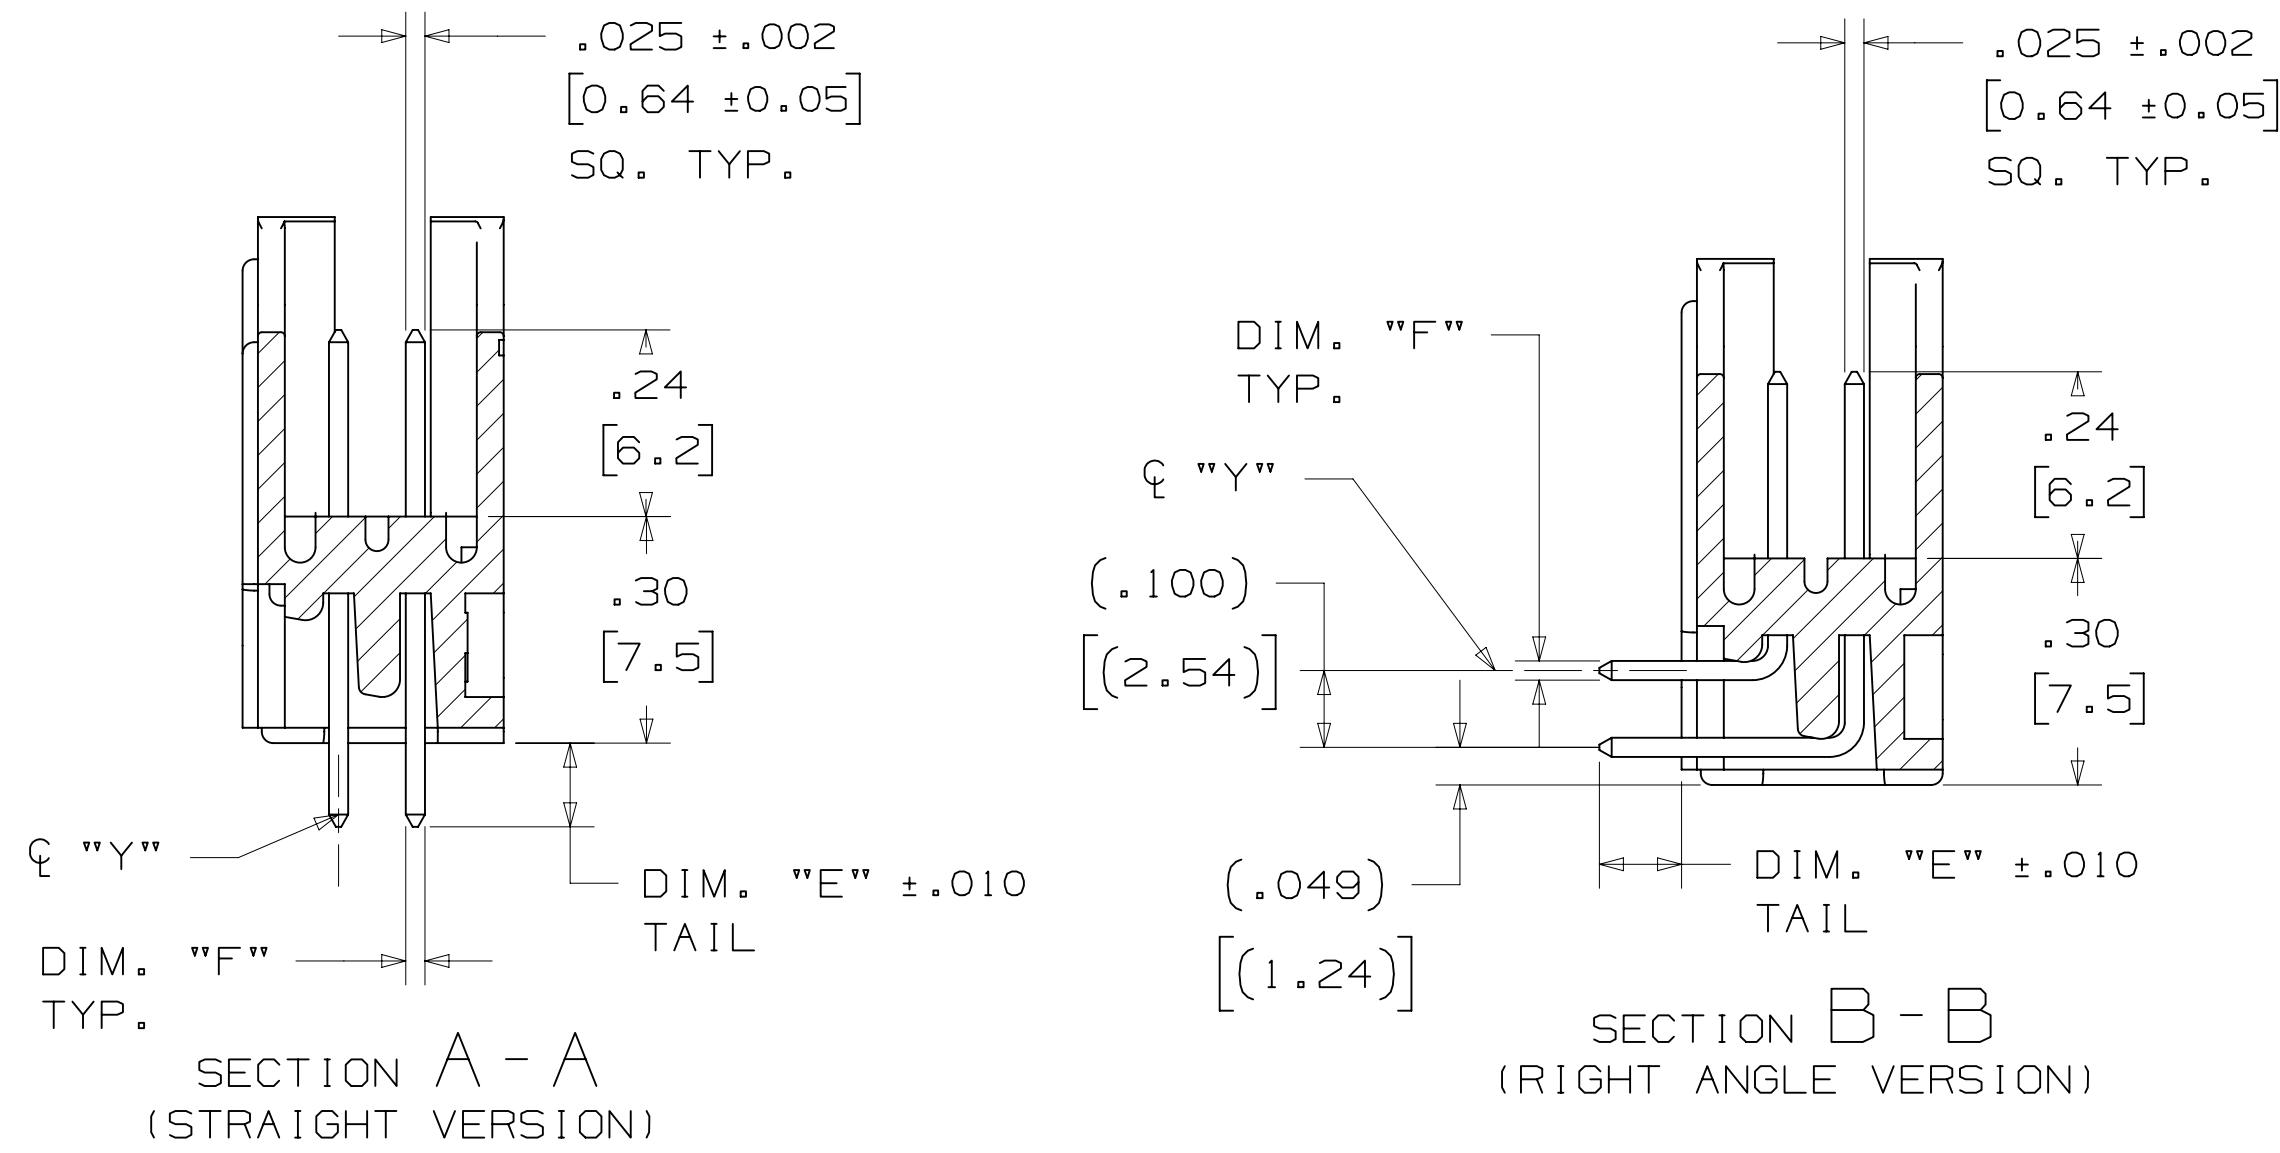 .025 ±.002
[0.64 ±0.05]
SQ. TYP.
.24
[6.2]
.30
[7.5]
℄ "Y"
DIM. "E" ±.010
TAIL
DIM. "F"
TYP.
SECTION A-A
(STRAIGHT VERSION)
.025 ±.002
[0.64 ±0.05]
SQ. TYP.
DIM. "F"
TYP.
℄ "Y"
(.100)
[(2.54)]
.24
[6.2]
.30
[7.5]
(.049)
[(1.24)]
DIM. "E" ±.010
TAIL
SECTION B-B
(RIGHT ANGLE VERSION)